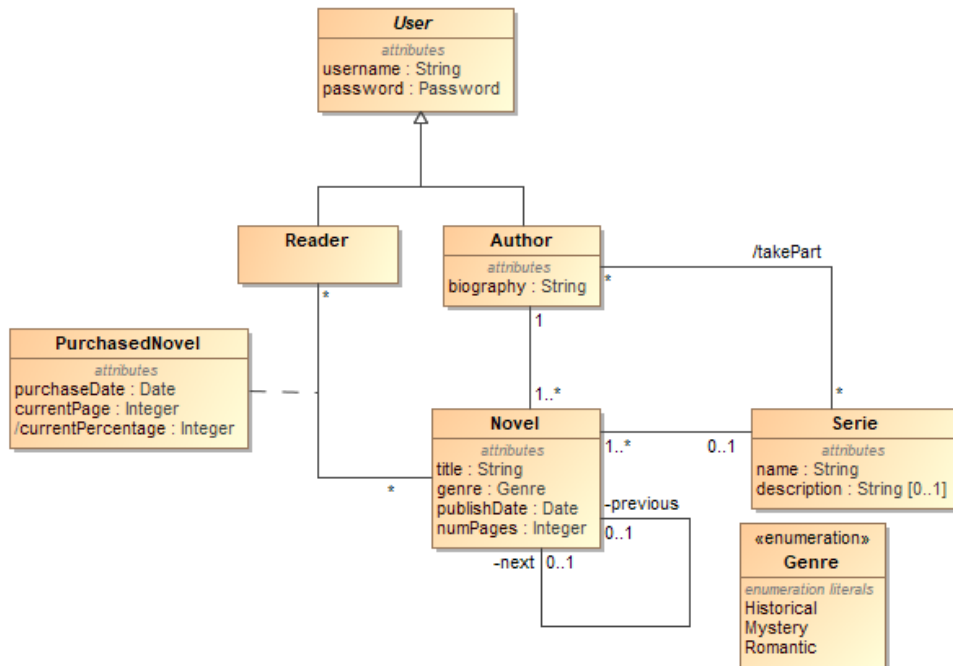 User
attributes
username : String
password : Password
Reader
Author
attributes
biography : String
/takePart
*
*
1
PurchasedNovel
attributes
purchaseDate : Date
currentPage : Integer
/currentPercentage : Integer
1..*
*
Novel
attributes
title : String
genre : Genre
publishDate : Date
numPages : Integer
1..*
0..1
Serie
attributes
name : String
description : String [0..1]
*
-previous
0..1
-next
0..1
«enumeration»
Genre
enumeration literals
Historical
Mystery
Romantic